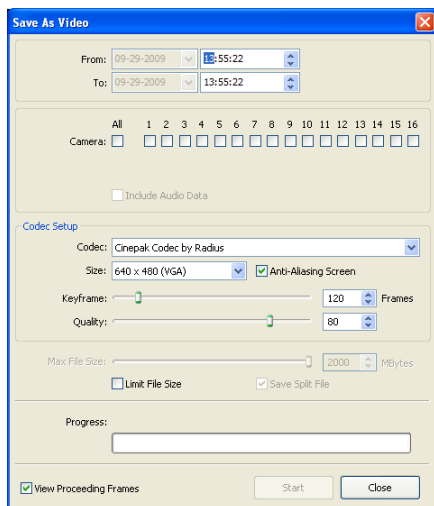 Save As Video
From: 09-29-2009 13:55:22
To: 09-29-2009 13:55:22
All 1 2 3 4 5 6 7 8 9 10 11 12 13 14 15 16
Camera:
Include Audio Data
Codec Setup
Codec: Cinepak Codec by Radius
Size: 640 x 480 (VGA) Anti-Aliasing Screen
Keyframe: 120 Frames
Quality: 80
Max File Size: 2000 MBytes
Limit File Size Save Split File
Progress:
View Proceeding Frames Start Close